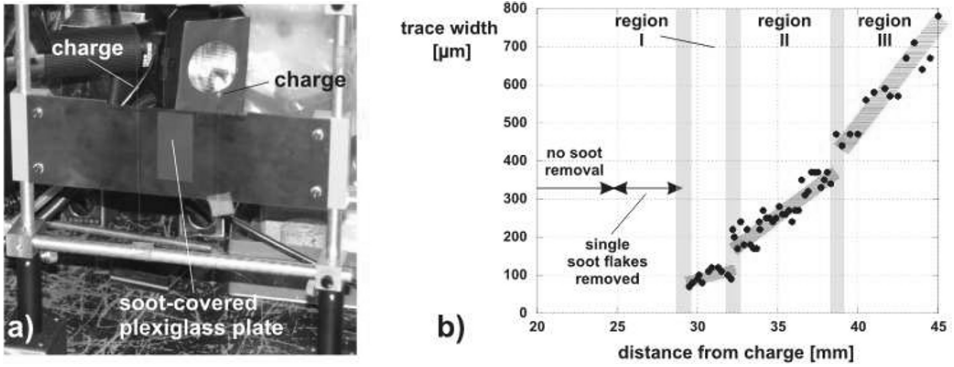 charge
charge
soot-covered
plexiglass plate
a)
trace width
[µm]
800
700
600
500
400
300
200
100
0
region
I
region
II
region
III
no soot
removal
single
soot flakes
removed
20
25
30
35
40
45
distance from charge [mm]
b)